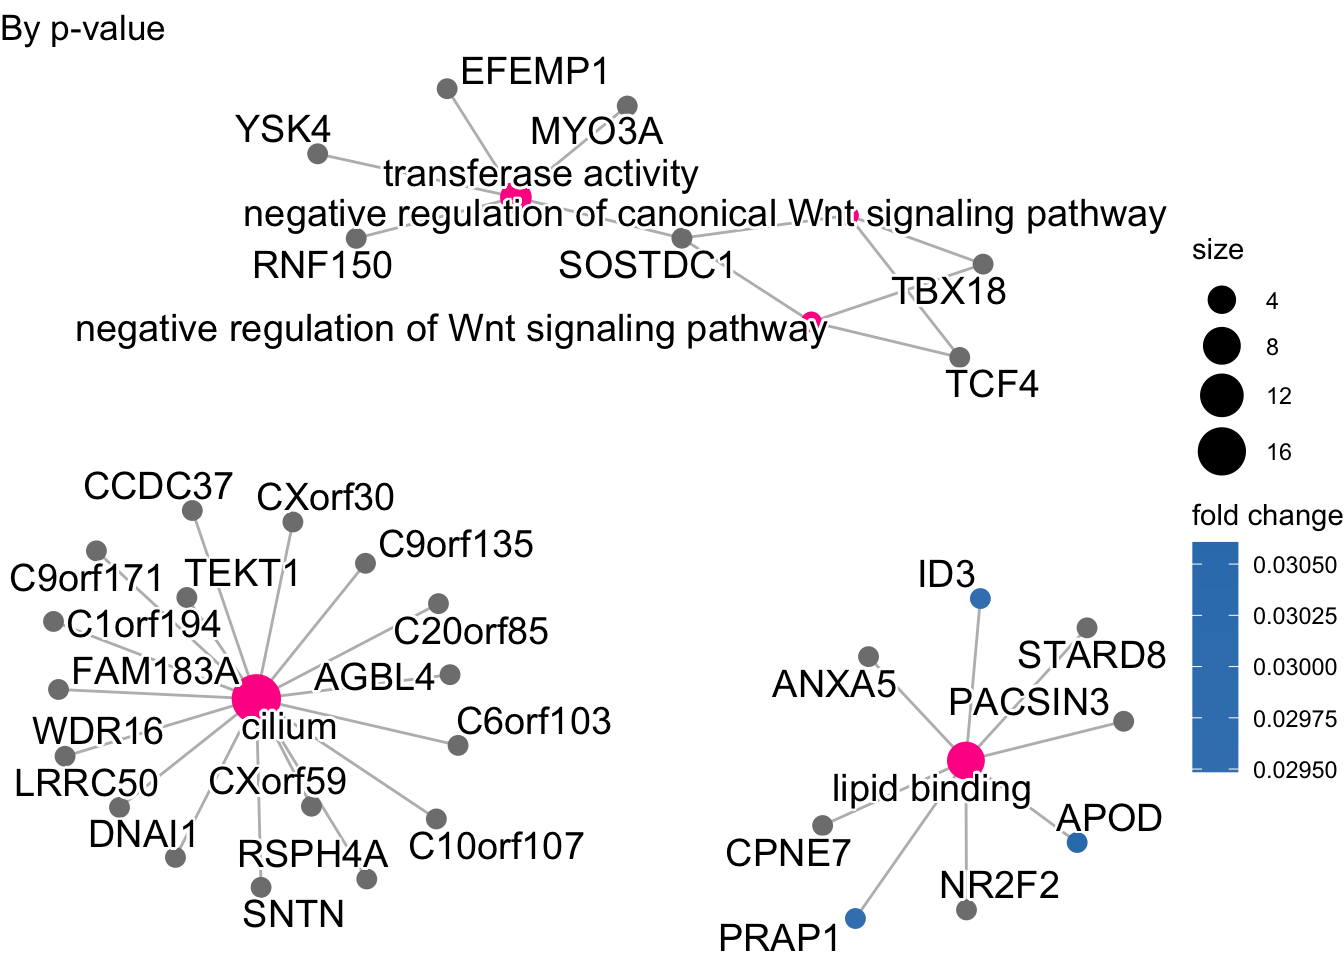 By p-value
EFEMP1
YSK4
MYO3A
transferase activity
negative regulation of canonical Wnt signaling pathway
RNF150
SOSTDC1
TBX18
negative regulation of Wnt signaling pathway
TCF4
size
4
8
12
16
fold change
0.03050
0.03025
0.03000
0.02975
0.02950
CCDC37
CXorf30
C9orf135
C9orf171
TEKT1
C1orf194
C20orf85
FAM183A
AGBL4
cilium
C6orf103
WDR16
LRRC50
CXorf59
DNAI1
RSPH4A
C10orf107
SNTN
ID3
STARD8
ANXA5
PACSIN3
lipid binding
APOD
CPNE7
NR2F2
PRAP1